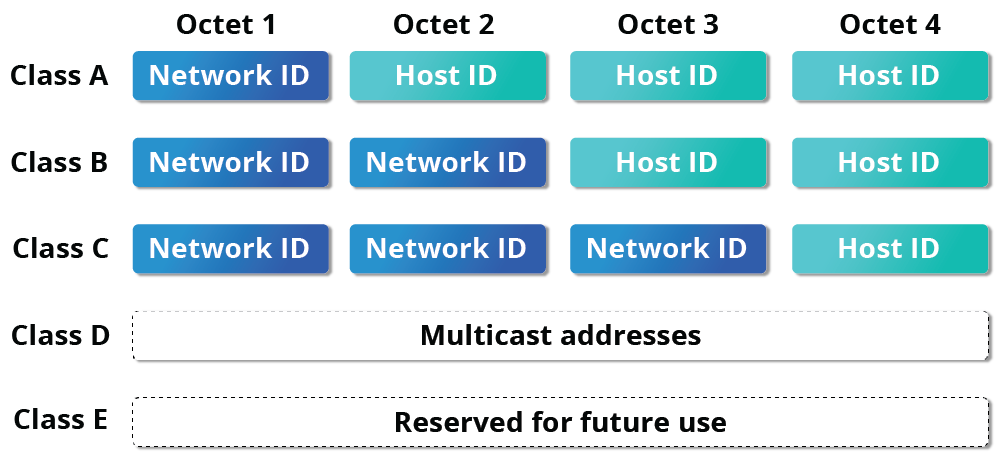 Octet 1 Octet 2 Octet 3 Octet 4
Class A Network ID Host ID Host ID Host ID
Class B Network ID Network ID Host ID Host ID
Class C Network ID Network ID Network ID Host ID
Class D Multicast addresses
Class E Reserved for future use